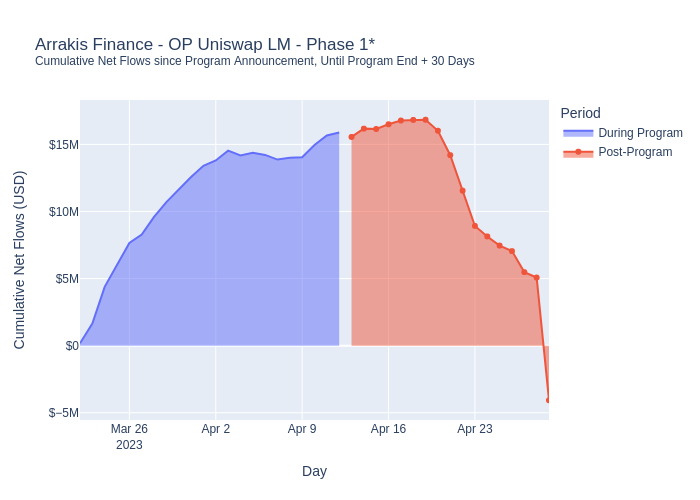 Arrakis Finance - OP Uniswap LM - Phase 1*
Cumulative Net Flows since Program Announcement, Until Program End + 30 Days
Period
During Program
Post-Program
Cumulative Net Flows (USD)
$15M
$10M
$5M
$0
$−5M
Mar 26
2023
Apr 2
Apr 9
Apr 16
Apr 23
Day